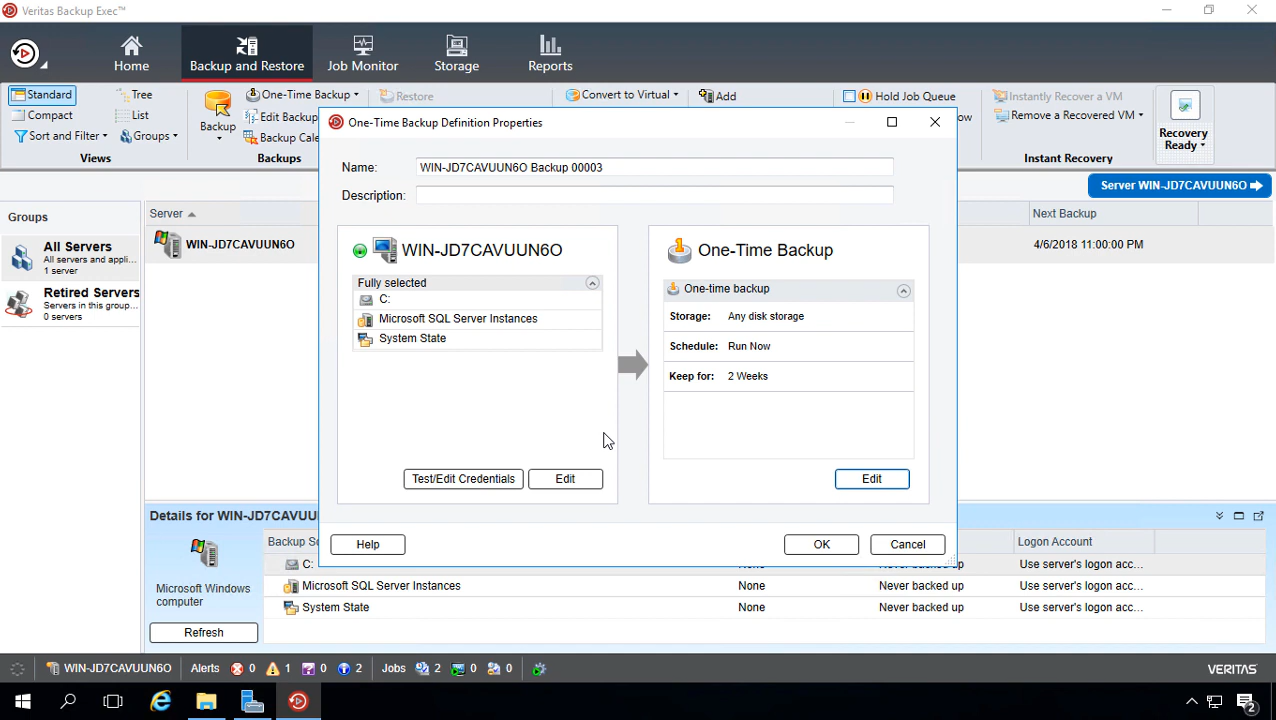 Veritas Backup Exec™
Home
Backup and Restore
Job Monitor
Storage
Reports
Standard
Compact
Sort and Filter
Tree
List
Groups
Views
Backup
One-Time Backup
Edit Backup
Backup Cale
Backups
Restore
Convert to Virtual
Add
Hold Job Queue
ow
Instantly Recover a VM
Remove a Recovered VM
Instant Recovery
Recovery
Ready
Server WIN-JD7CAVUUN6O
Groups
All Servers
All servers and appli...
1 server
Retired Servers
Servers in this group...
0 servers
Server
Next Backup
WIN-JD7CAVUUN6O
4/6/2018 11:00:00 PM
One-Time Backup Definition Properties
Name:
WIN-JD7CAVUUN6O Backup 00003
Description:
WIN-JD7CAVUUN6O
Fully selected
C:
Microsoft SQL Server Instances
System State
Test/Edit Credentials
Edit
One-Time Backup
One-time backup
Storage: Any disk storage
Schedule: Run Now
Keep for: 2 Weeks
Edit
Help
OK
Cancel
Details for WIN-JD7CAVUU
Microsoft Windows
computer
Refresh
Backup So
Logon Account
C: None Never backed up Use server's logon acc...
Microsoft SQL Server Instances None Never backed up Use server's logon acc...
System State None Never backed up Use server's logon acc...
WIN-JD7CAVUUN6O
Alerts 0 1 0 2
Jobs 2 0 0
VERITAS
2